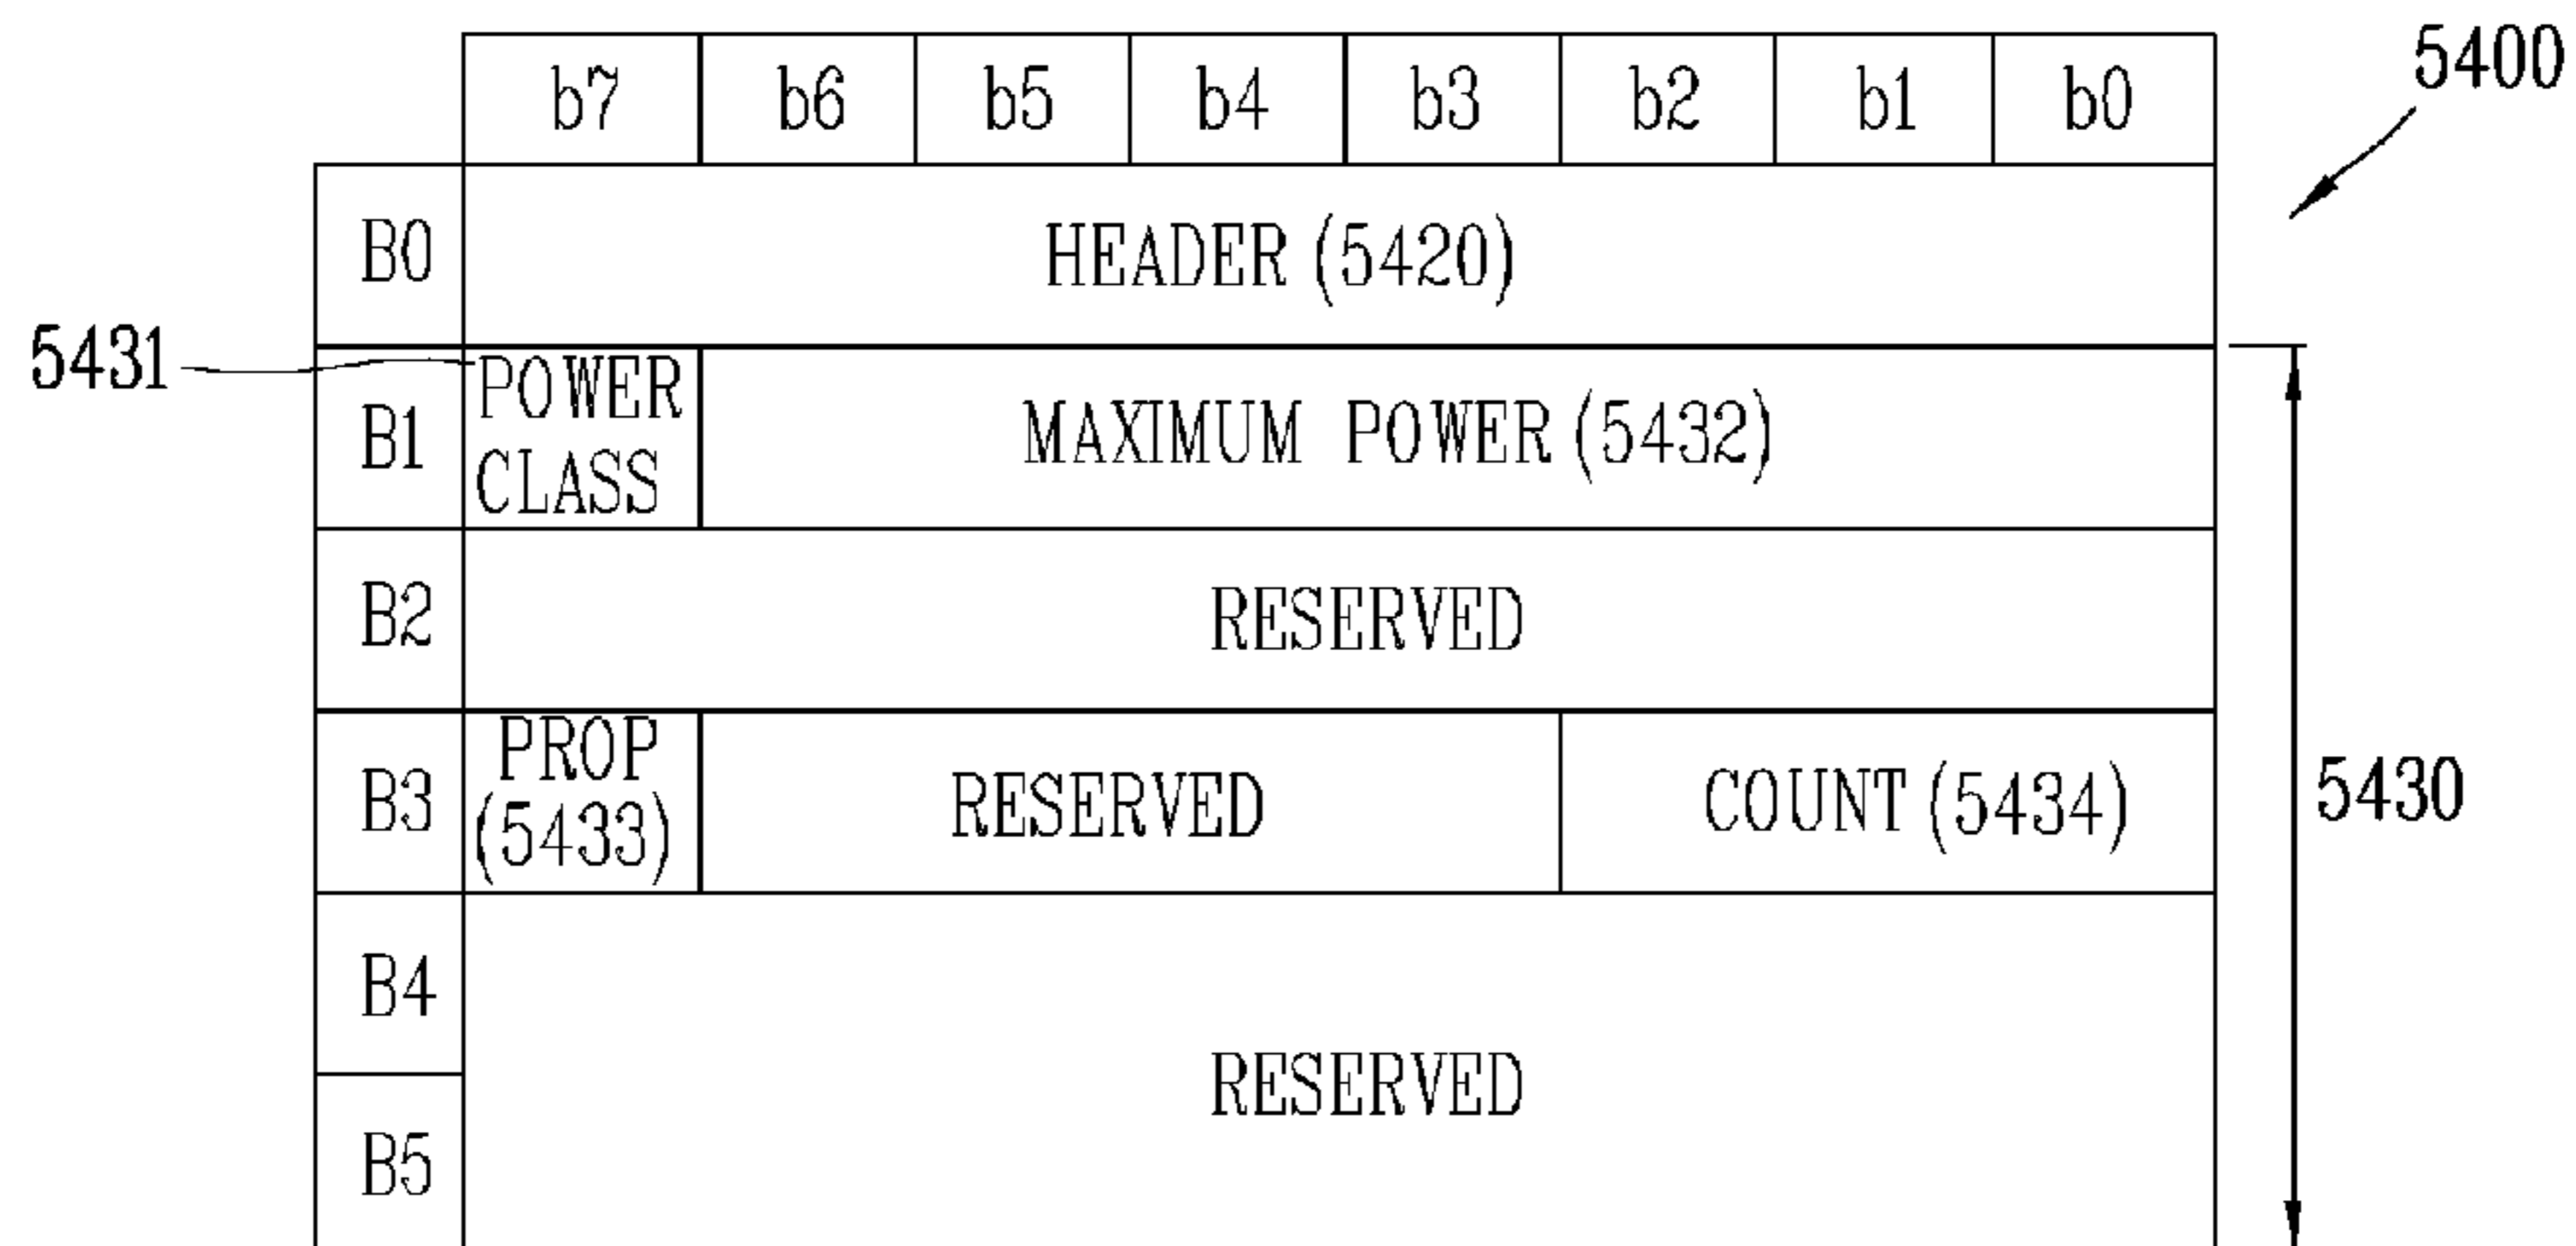 b7 b6 b5 b4 b3 b2 b1 b0
5400
B0 HEADER (5420)
5431
B1 POWER CLASS MAXIMUM POWER (5432)
B2 RESERVED
B3 PROP (5433) RESERVED COUNT (5434)
5430
B4
RESERVED
B5